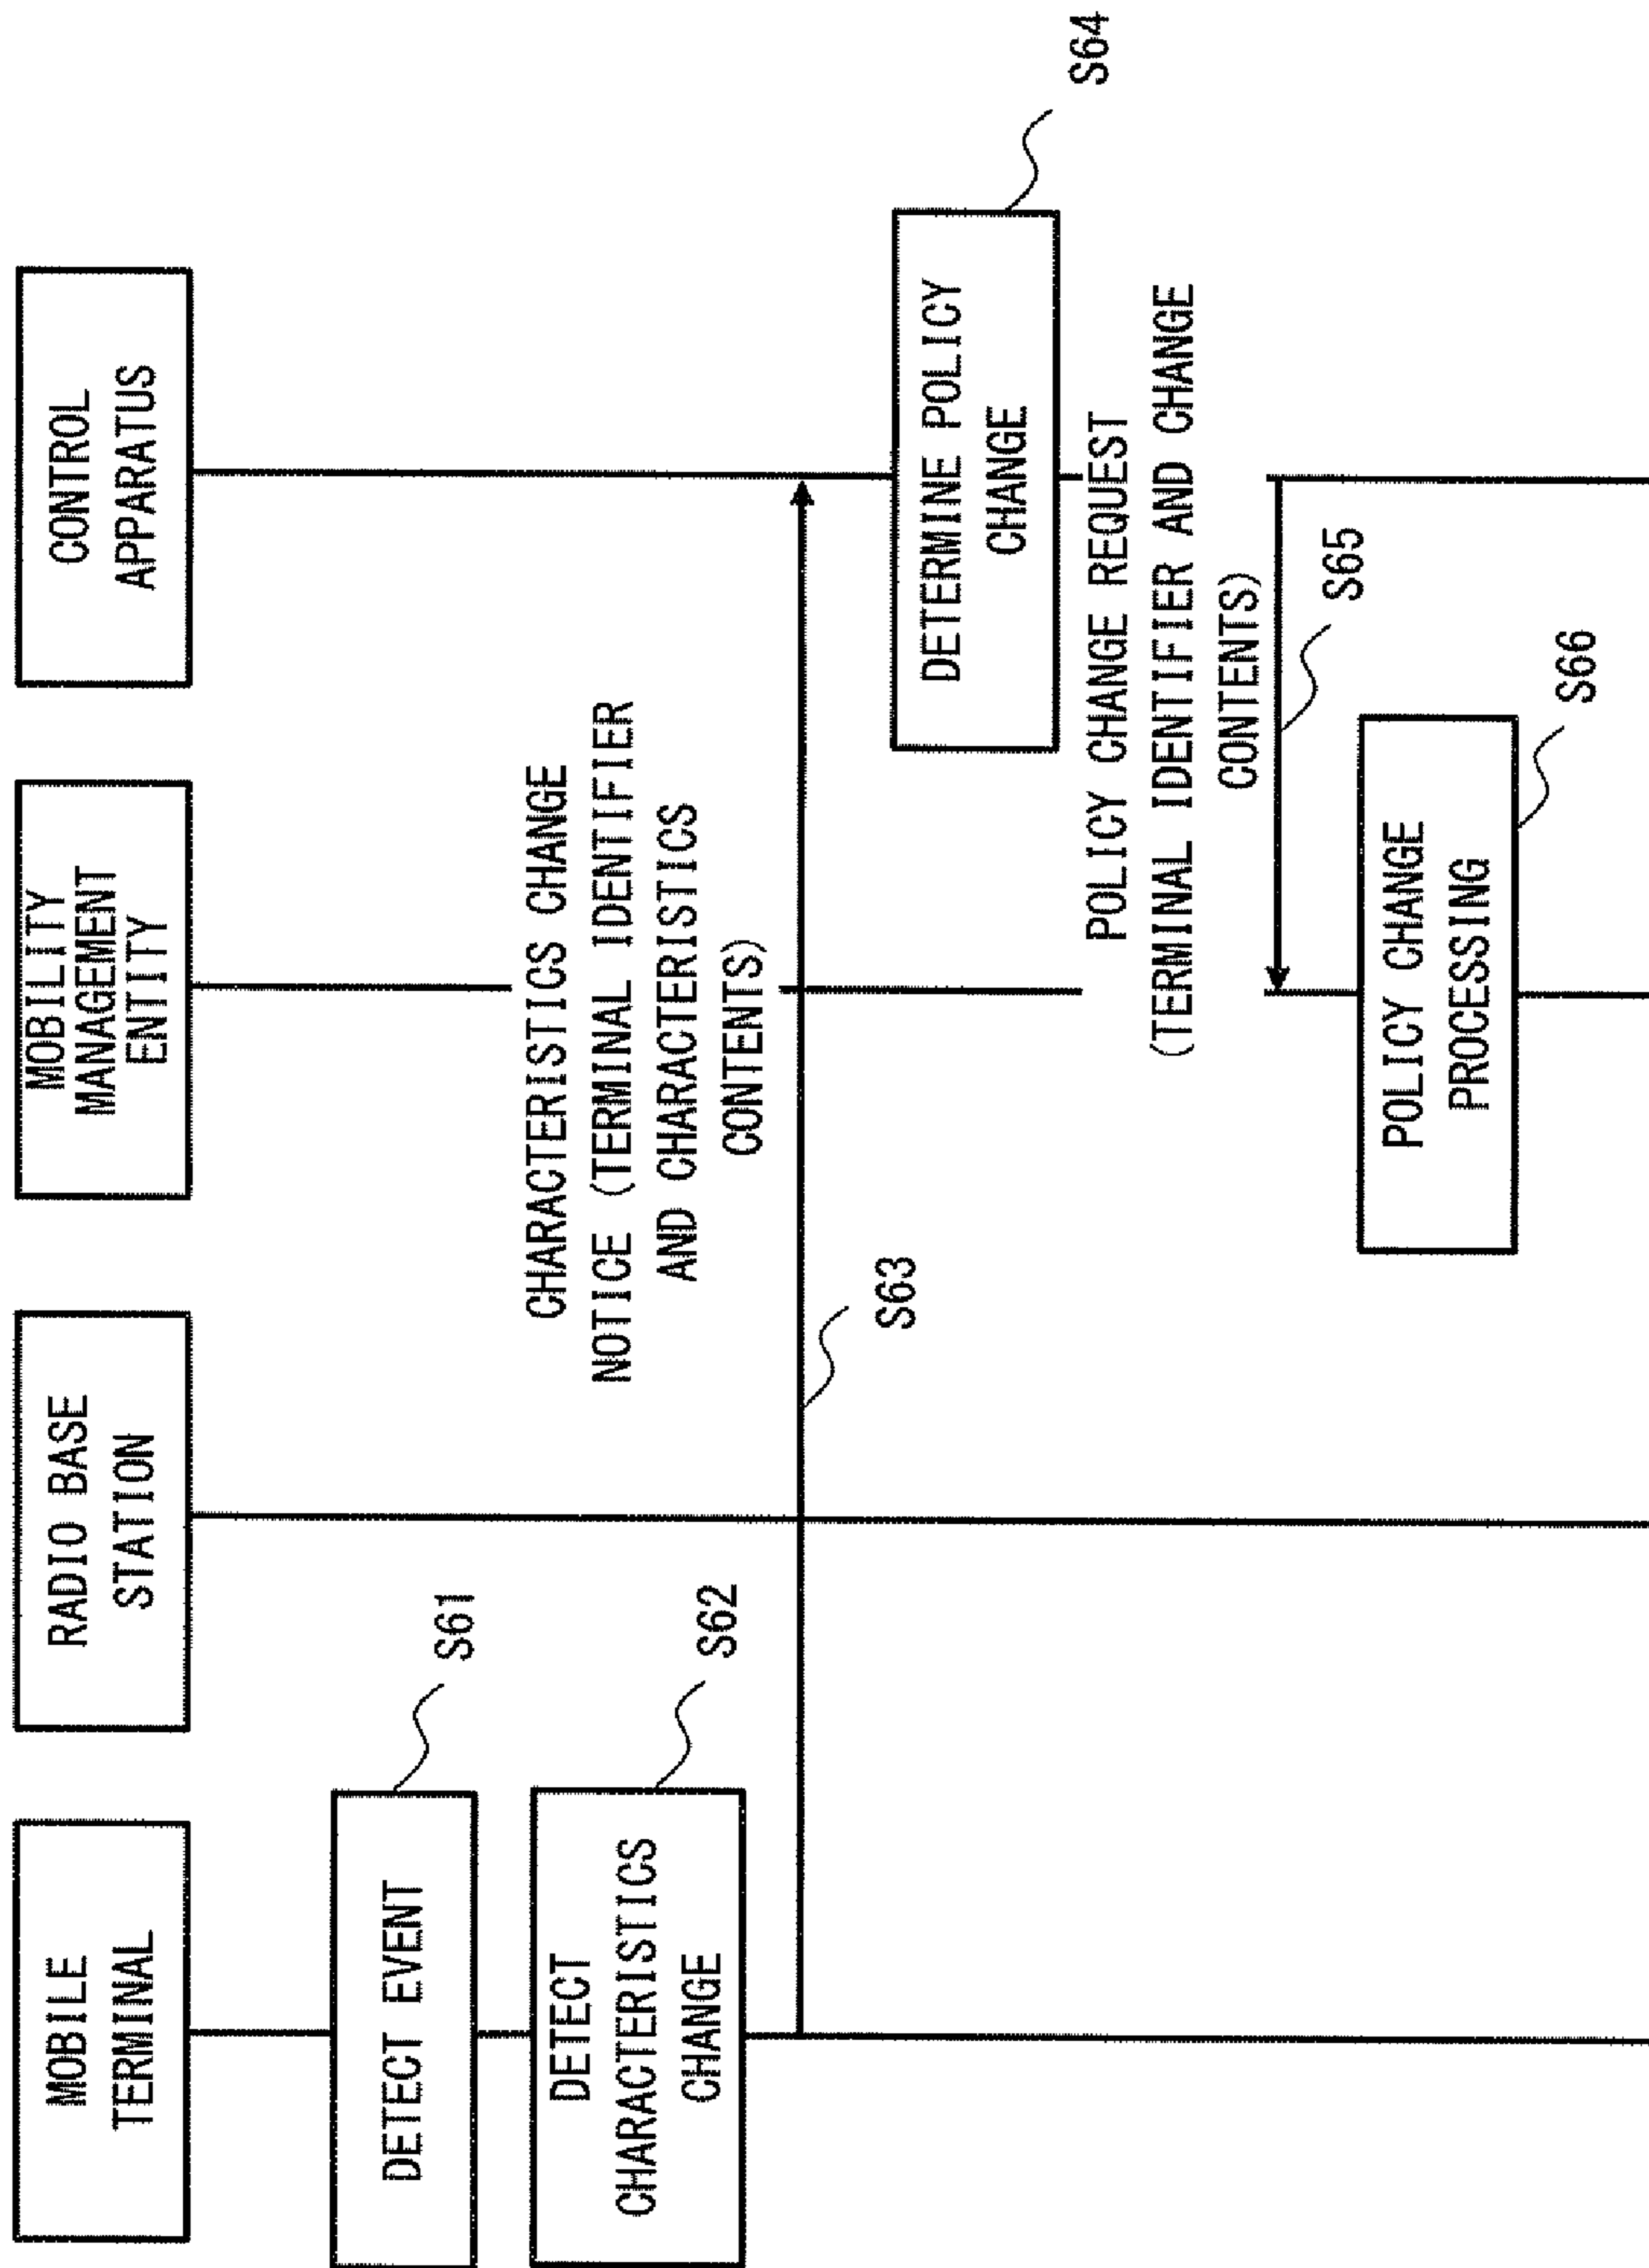 MOBILE
TERMINAL
RADIO BASE
STATION
MOBILITY
MANAGEMENT
ENTITY
CONTROL
APPARATUS
DETECT EVENT
S61
DETECT
CHARACTERISTICS
CHANGE
S62
CHARACTERISTICS CHANGE
NOTICE (TERMINAL IDENTIFIER
AND CHARACTERISTICS
CONTENTS)
S63
DETERMINE POLICY
CHANGE
S64
POLICY CHANGE REQUEST
(TERMINAL IDENTIFIER AND CHANGE
CONTENTS)
S65
POLICY CHANGE
PROCESSING
S66